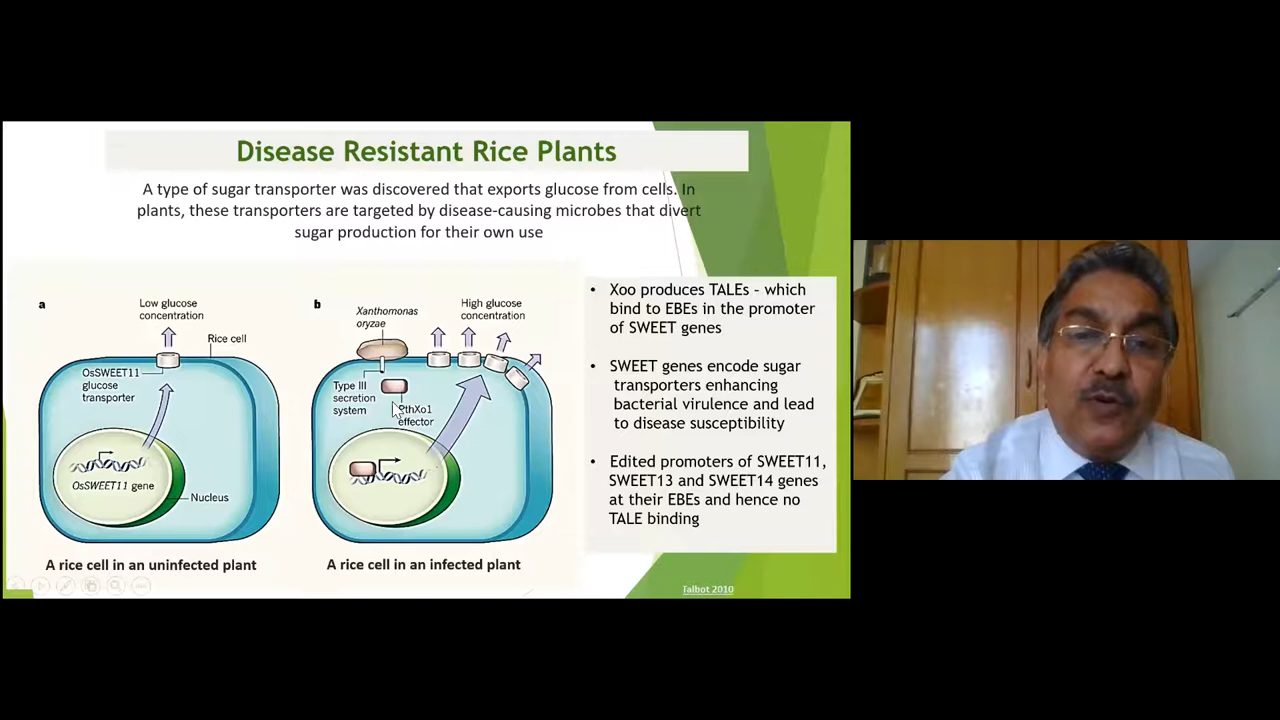 Disease Resistant Rice Plants
A type of sugar transporter was discovered that exports glucose from cells. In
plants, these transporters are targeted by disease-causing microbes that divert
sugar production for their own use
a
Low glucose
concentration
Rice cell
OsSWEET11
glucose
transporter
OsSWEET11 gene
Nucleus
A rice cell in an uninfected plant
b
Xanthomonas
oryzae
High glucose
concentration
Type III
secretion
system
PthXo1
effector
A rice cell in an infected plant
• Xoo produces TALEs - which
bind to EBEs in the promoter
of SWEET genes
• SWEET genes encode sugar
transporters enhancing
bacterial virulence and lead
to disease susceptibility
• Edited promoters of SWEET11,
SWEET13 and SWEET14 genes
at their EBEs and hence no
TALE binding
Talbot 2010